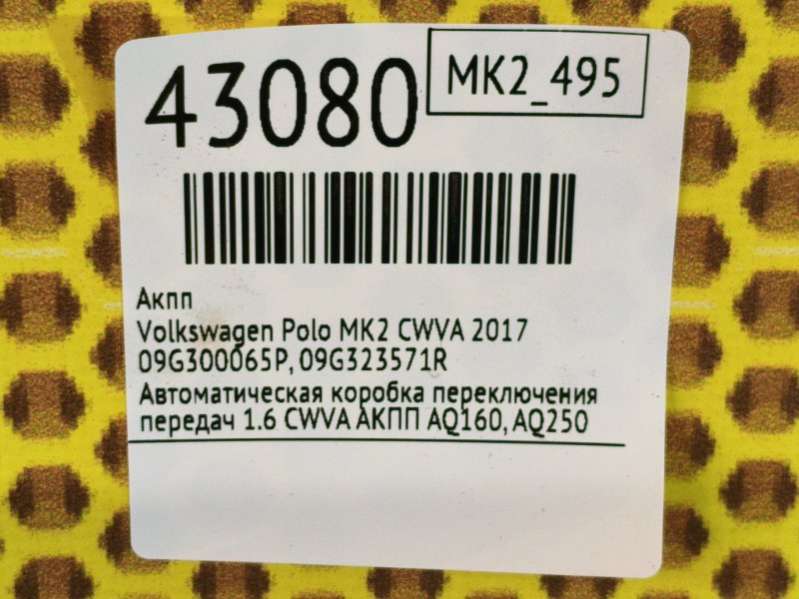 43080
MK2_495
Акпп
Volkswagen Polo MK2 CWVA 2017
09G300065P, 09G323571R
Автоматическая коробка переключения
передач 1.6 CWVA АКПП AQ160, AQ250